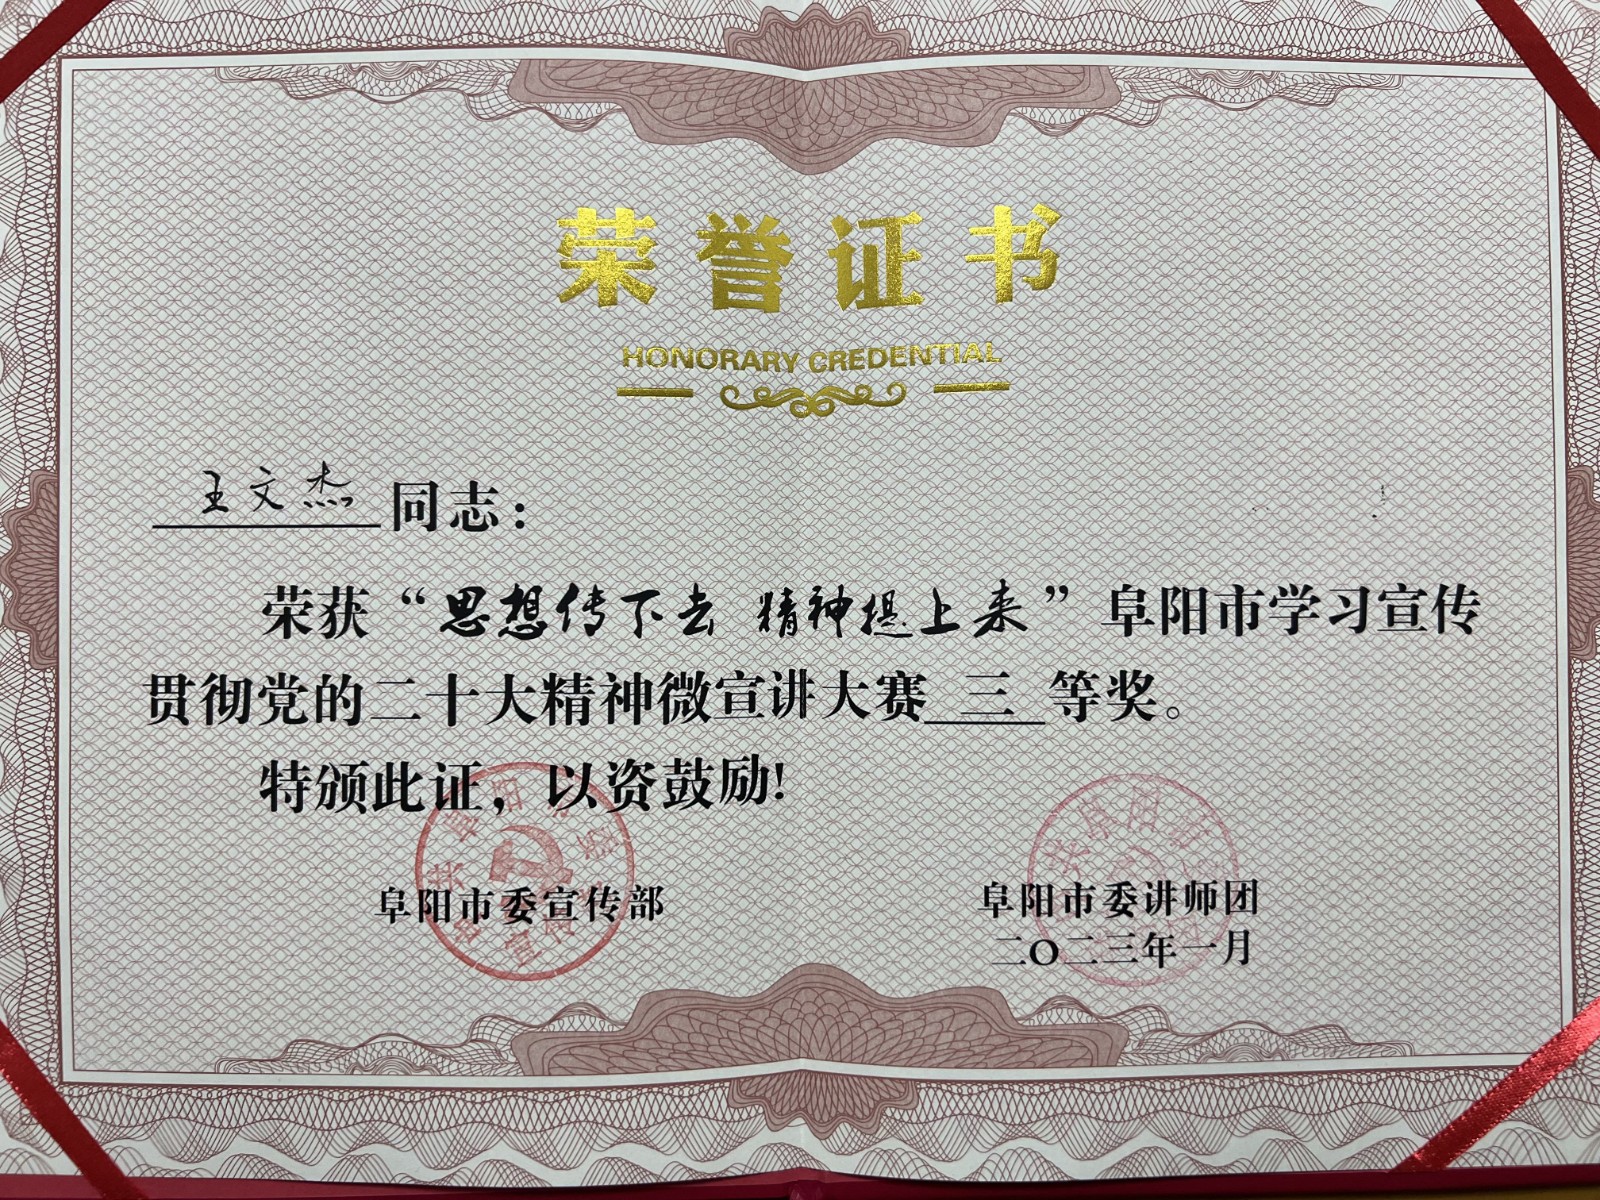 荣誉证书
HONORARY CREDENTIAL
王文杰同志：
荣获“思想传下去 精神提上来”阜阳市学习宣传
贯彻党的二十大精神微宣讲大赛三等奖。
特颁此证，以资鼓励！
阜阳市委宣传部
阜阳市委讲师团
二〇二三年一月